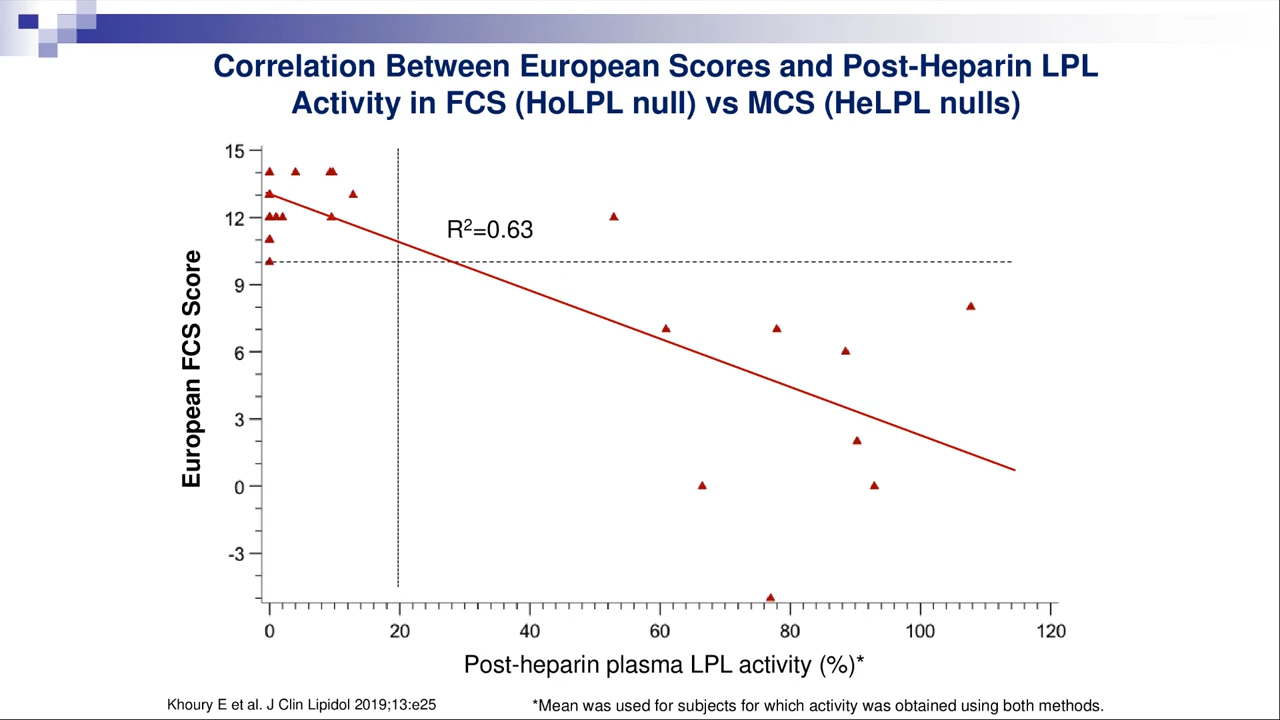 Correlation Between European Scores and Post-Heparin LPL
Activity in FCS (HoLPL null) vs MCS (HeLPL nulls)
15
12
9
6
3
0
-3
European FCS Score
R²=0.63
0 20 40 60 80 100 120
Post-heparin plasma LPL activity (%)*
Khoury E et al. J Clin Lipidol 2019;13:e25
*Mean was used for subjects for which activity was obtained using both methods.